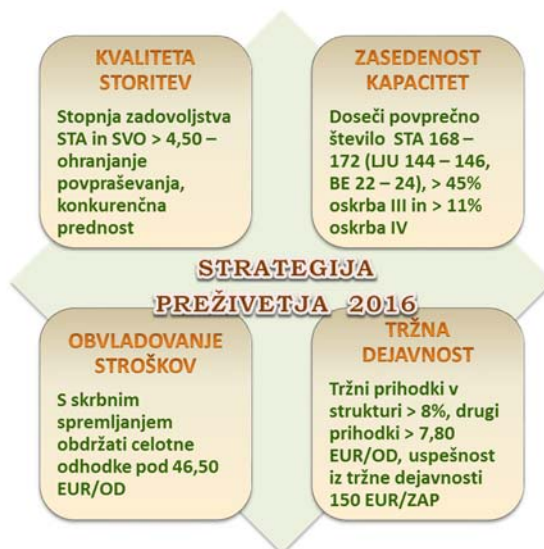 KVALITETA
STORITEV
Stopnja zadovoljstva
STA in SVO > 4,50 –
ohranjanje
povpraševanja,
konkurenčna
prednost
ZASEDENOST
KAPACITET
Doseči povprečno
število STA 168 –
172 (LJU 144 – 146,
BE 22 – 24), > 45%
oskrba III in > 11%
oskrba IV
STRATEGIJA
PREŽIVETJA 2016
OBVLADOVANJE
STROŠKOV
S skrbnim
spremljanjem
obdržati celotne
odhodke pod 46,50
EUR/OD
TRŽNA
DEJAVNOST
Tržni prihodki v
strukturi > 8%, drugi
prihodki > 7,80
EUR/OD, uspešnost
iz tržne dejavnosti
150 EUR/ZAP